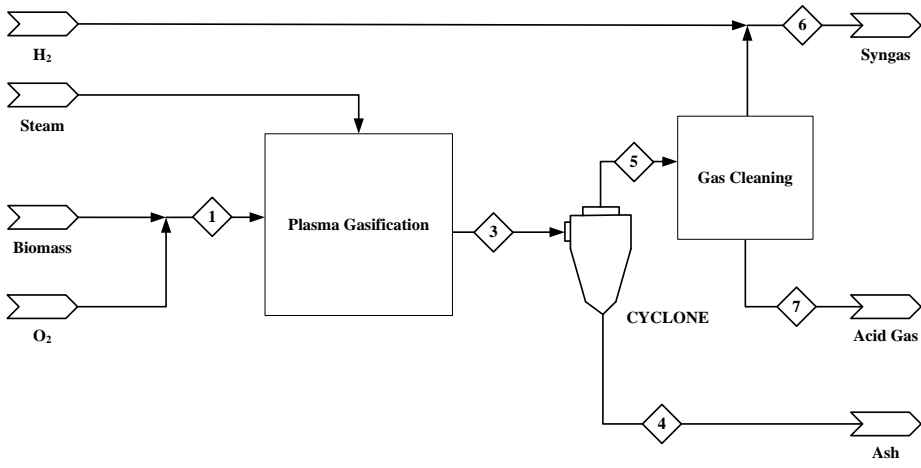 H₂
6
Syngas
Steam
5
Gas Cleaning
Biomass
1
Plasma Gasification
3
O₂
CYCLONE
7
Acid Gas
4
Ash